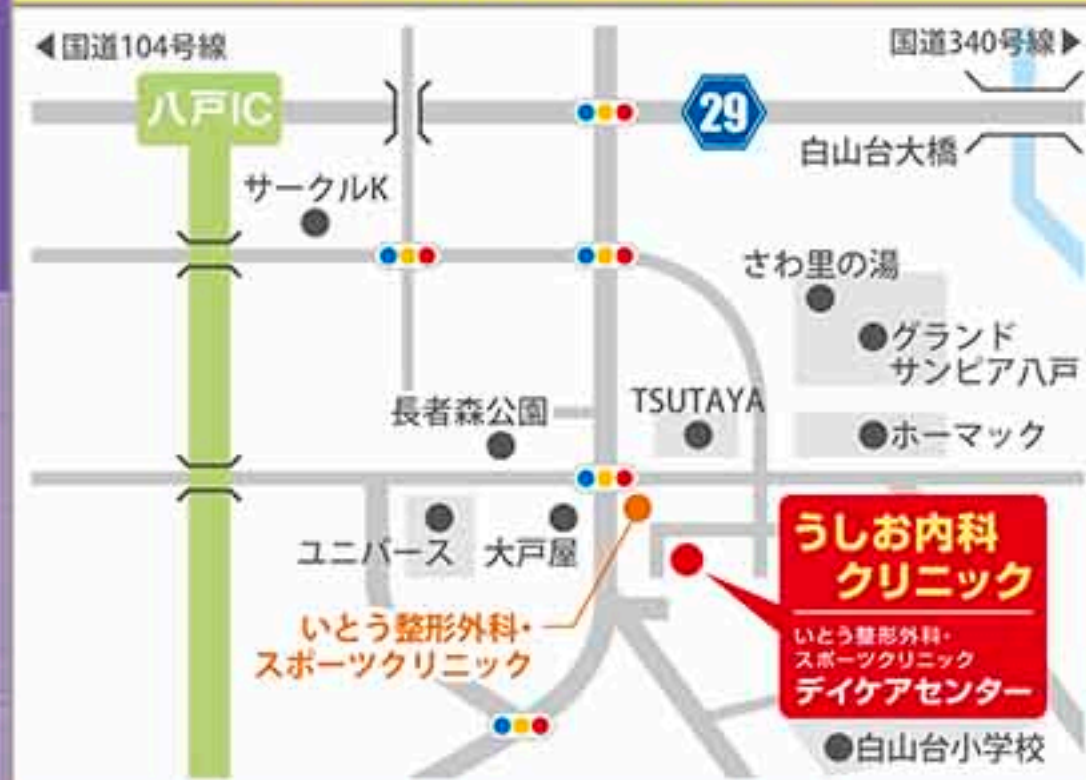 ◀国道104号線
国道340号線▶
八戸IC
29
白山台大橋
サークルK
さわ里の湯
グランド
サンピア八戸
TSUTAYA
長者森公園
ホーマック
ユニバース
大戸屋
うしお内科
クリニック
いとう整形外科・
スポーツクリニック
デイケアセンター
いとう整形外科・
スポーツクリニック
白山台小学校